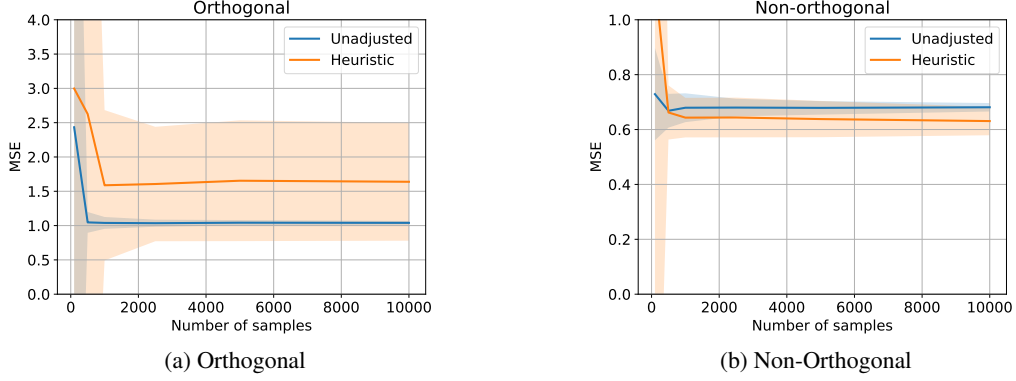 Orthogonal
4.0
3.5
3.0
2.5
2.0
1.5
1.0
0.5
0.0
MSE
Unadjusted
Heuristic
0 2000 4000 6000 8000 10000
Number of samples
(a) Orthogonal
Non-orthogonal
1.0
0.8
0.6
0.4
0.2
0.0
MSE
Unadjusted
Heuristic
0 2000 4000 6000 8000 10000
Number of samples
(b) Non-Orthogonal